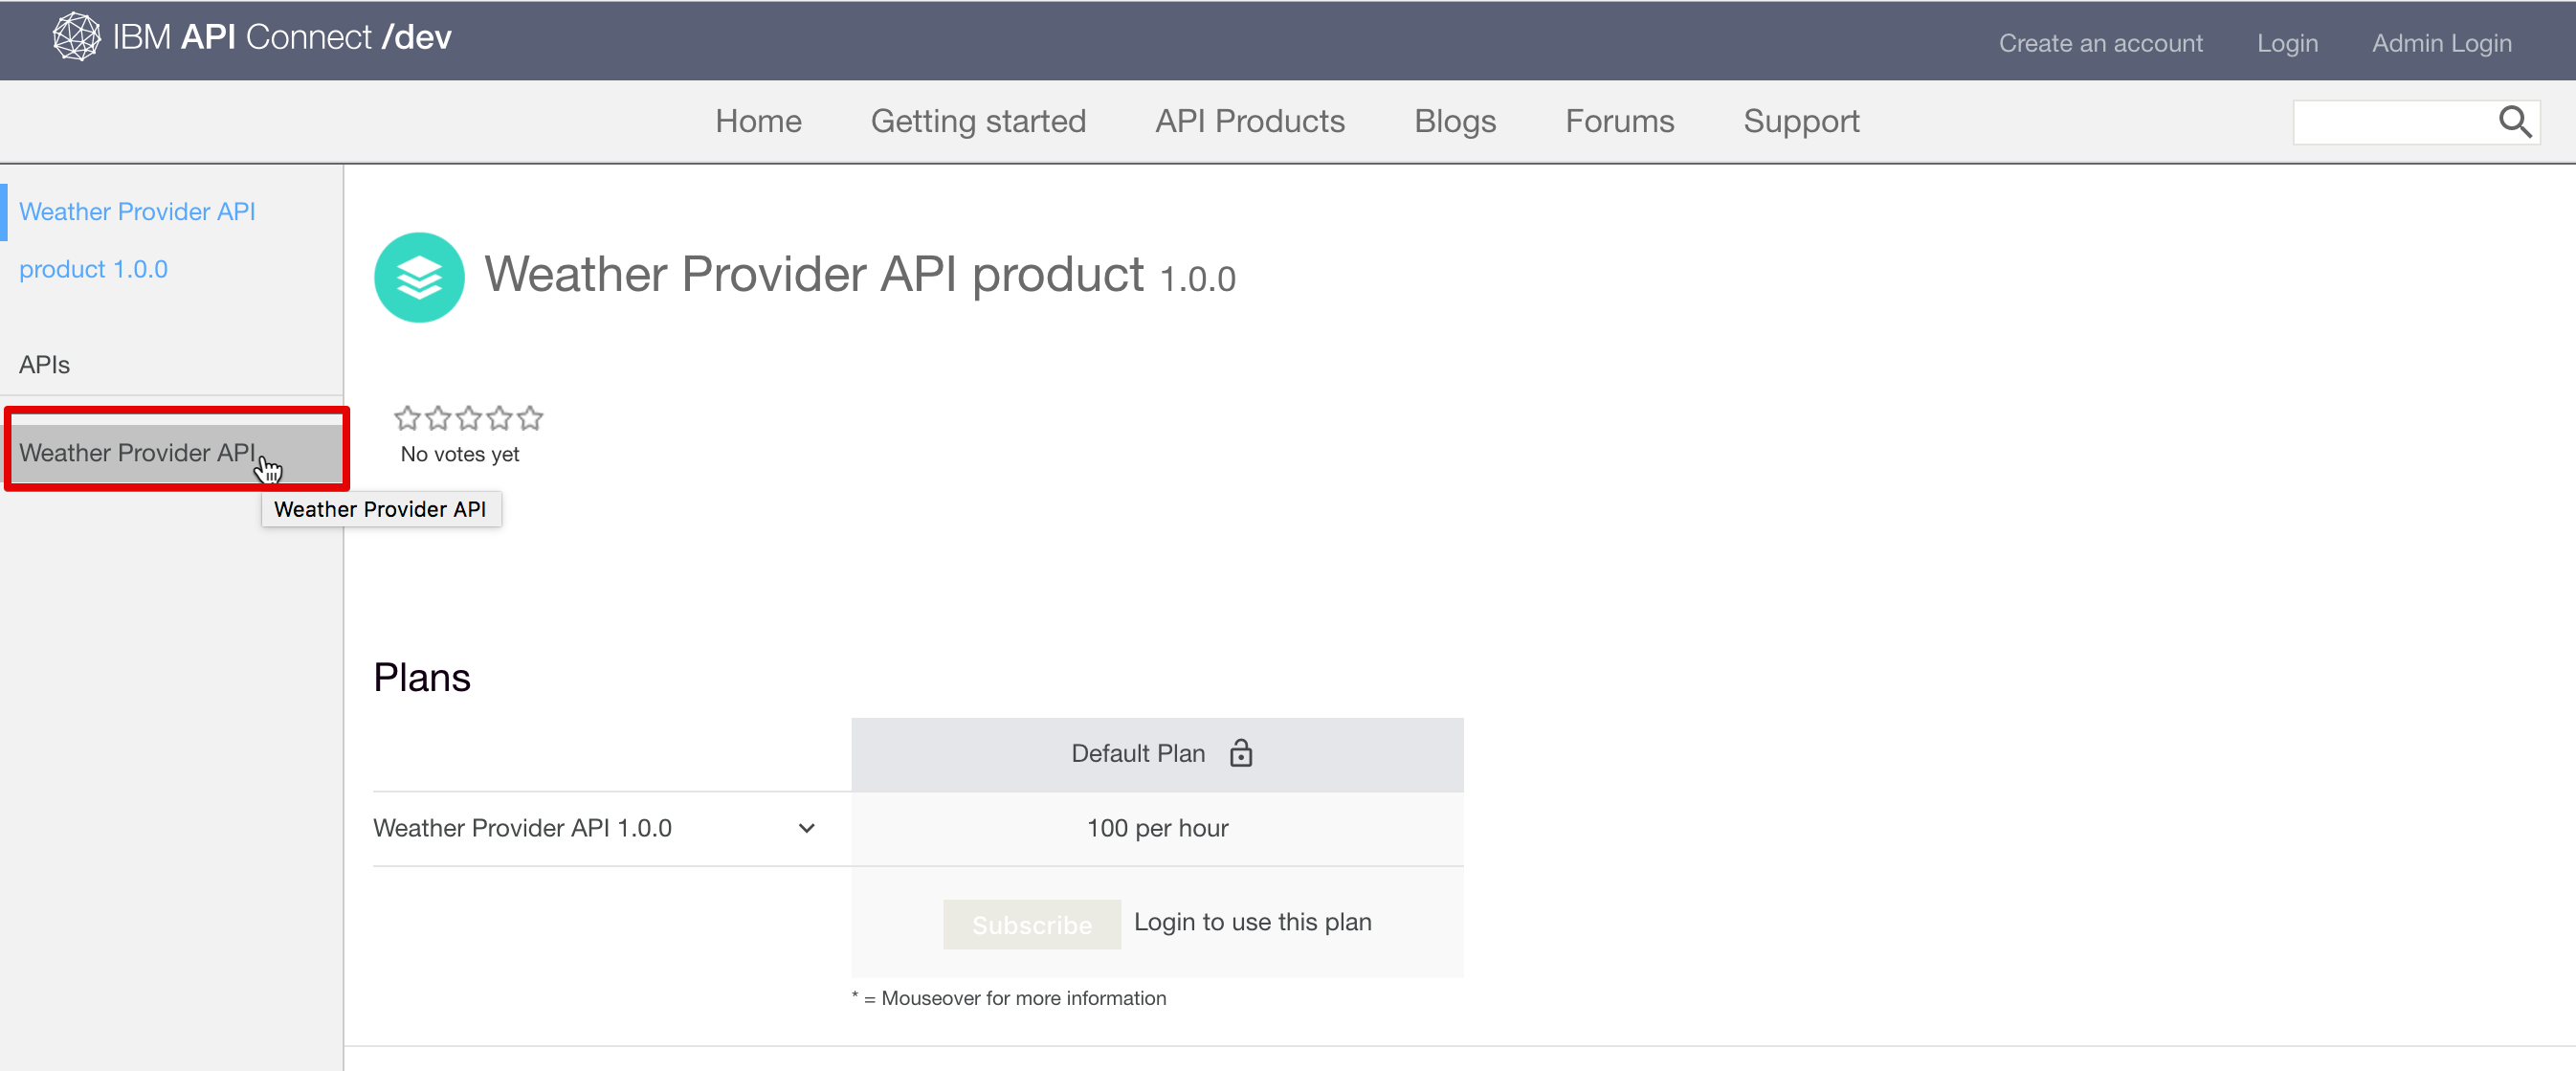 IBM API Connect /dev
Create an account Login Admin Login
Home Getting started API Products Blogs Forums Support
Weather Provider API
product 1.0.0
APIs
Weather Provider API
Weather Provider API
Weather Provider API product 1.0.0
No votes yet
Plans
Default Plan
Weather Provider API 1.0.0 100 per hour
Subscribe Login to use this plan
* = Mouseover for more information